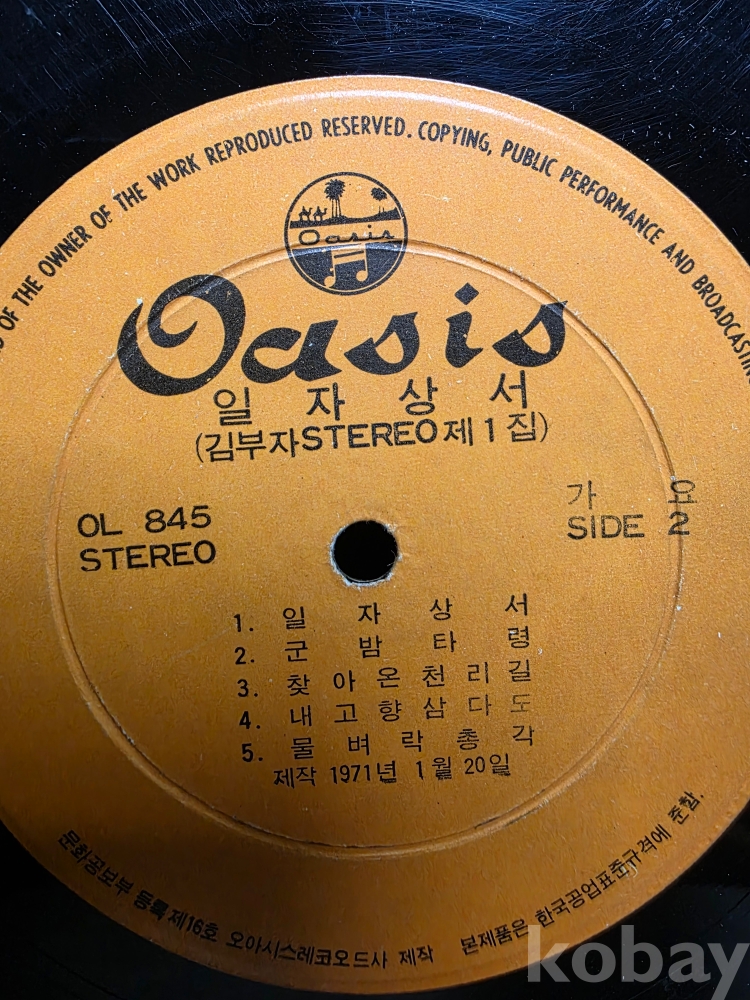 OF THE OWNER OF THE WORK REPRODUCED RESERVED. COPYING, PUBLIC PERFORMANCE AND BROADCASTING
Oasis
Oasis
일 자 상 서
(김부자STEREO제1집)
OL 845
STEREO
가 요
SIDE 2
1. 일 자 상 서
2. 군 밤 타 령
3. 찾 아 온 천 리 길
4. 내 고 향 삼 다 도
5. 물 벼 락 총 각
제작 1971년 1월 20일
문화공보부 등록 제16호 오아시스레코오드사 제작 본제품은 한국공업표준규격에 준함.
kobay